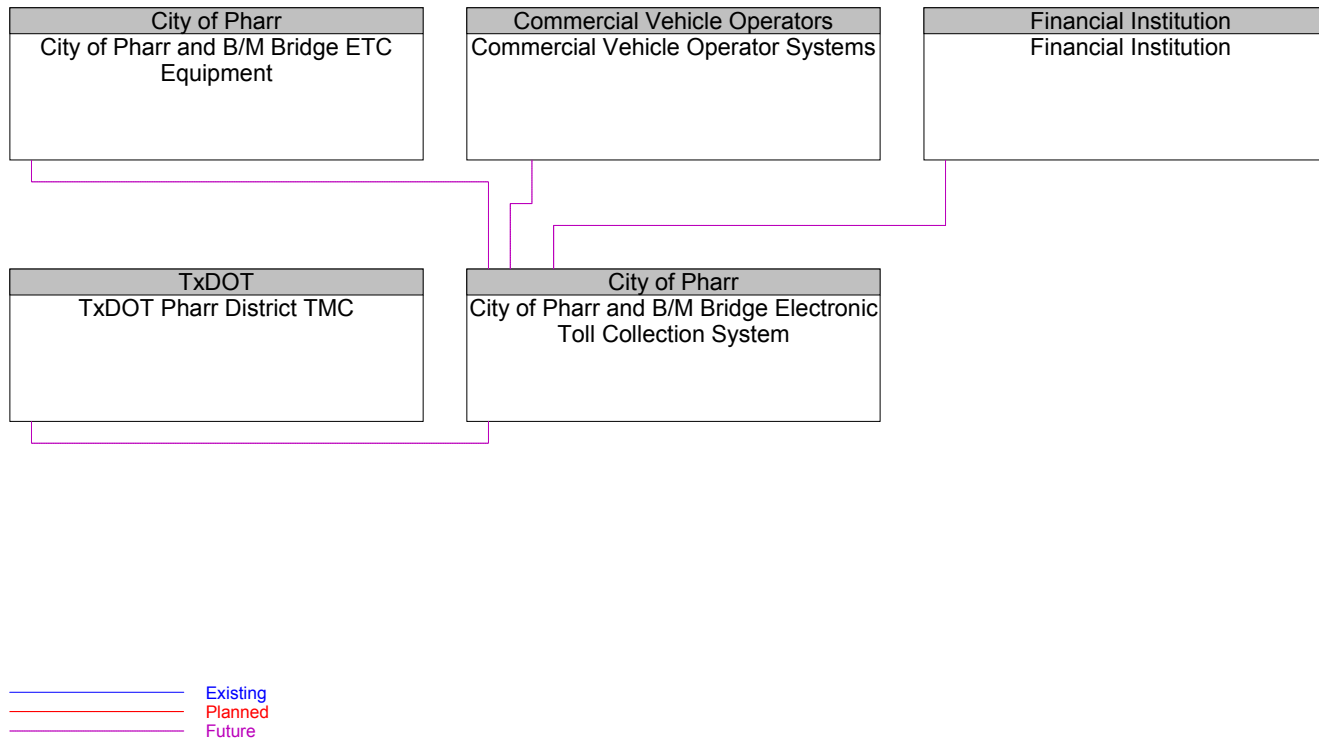 City of Pharr
City of Pharr and B/M Bridge ETC
Equipment
Commercial Vehicle Operators
Commercial Vehicle Operator Systems
Financial Institution
Financial Institution
TxDOT
TxDOT Pharr District TMC
City of Pharr
City of Pharr and B/M Bridge Electronic
Toll Collection System
Existing
Planned
Future